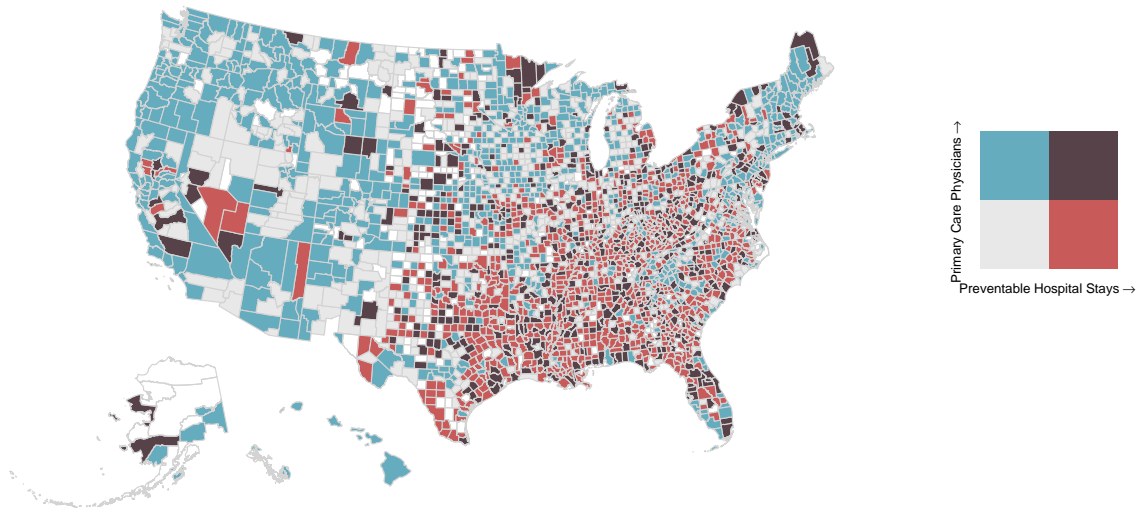 Primary Care Physicians →
Preventable Hospital Stays →